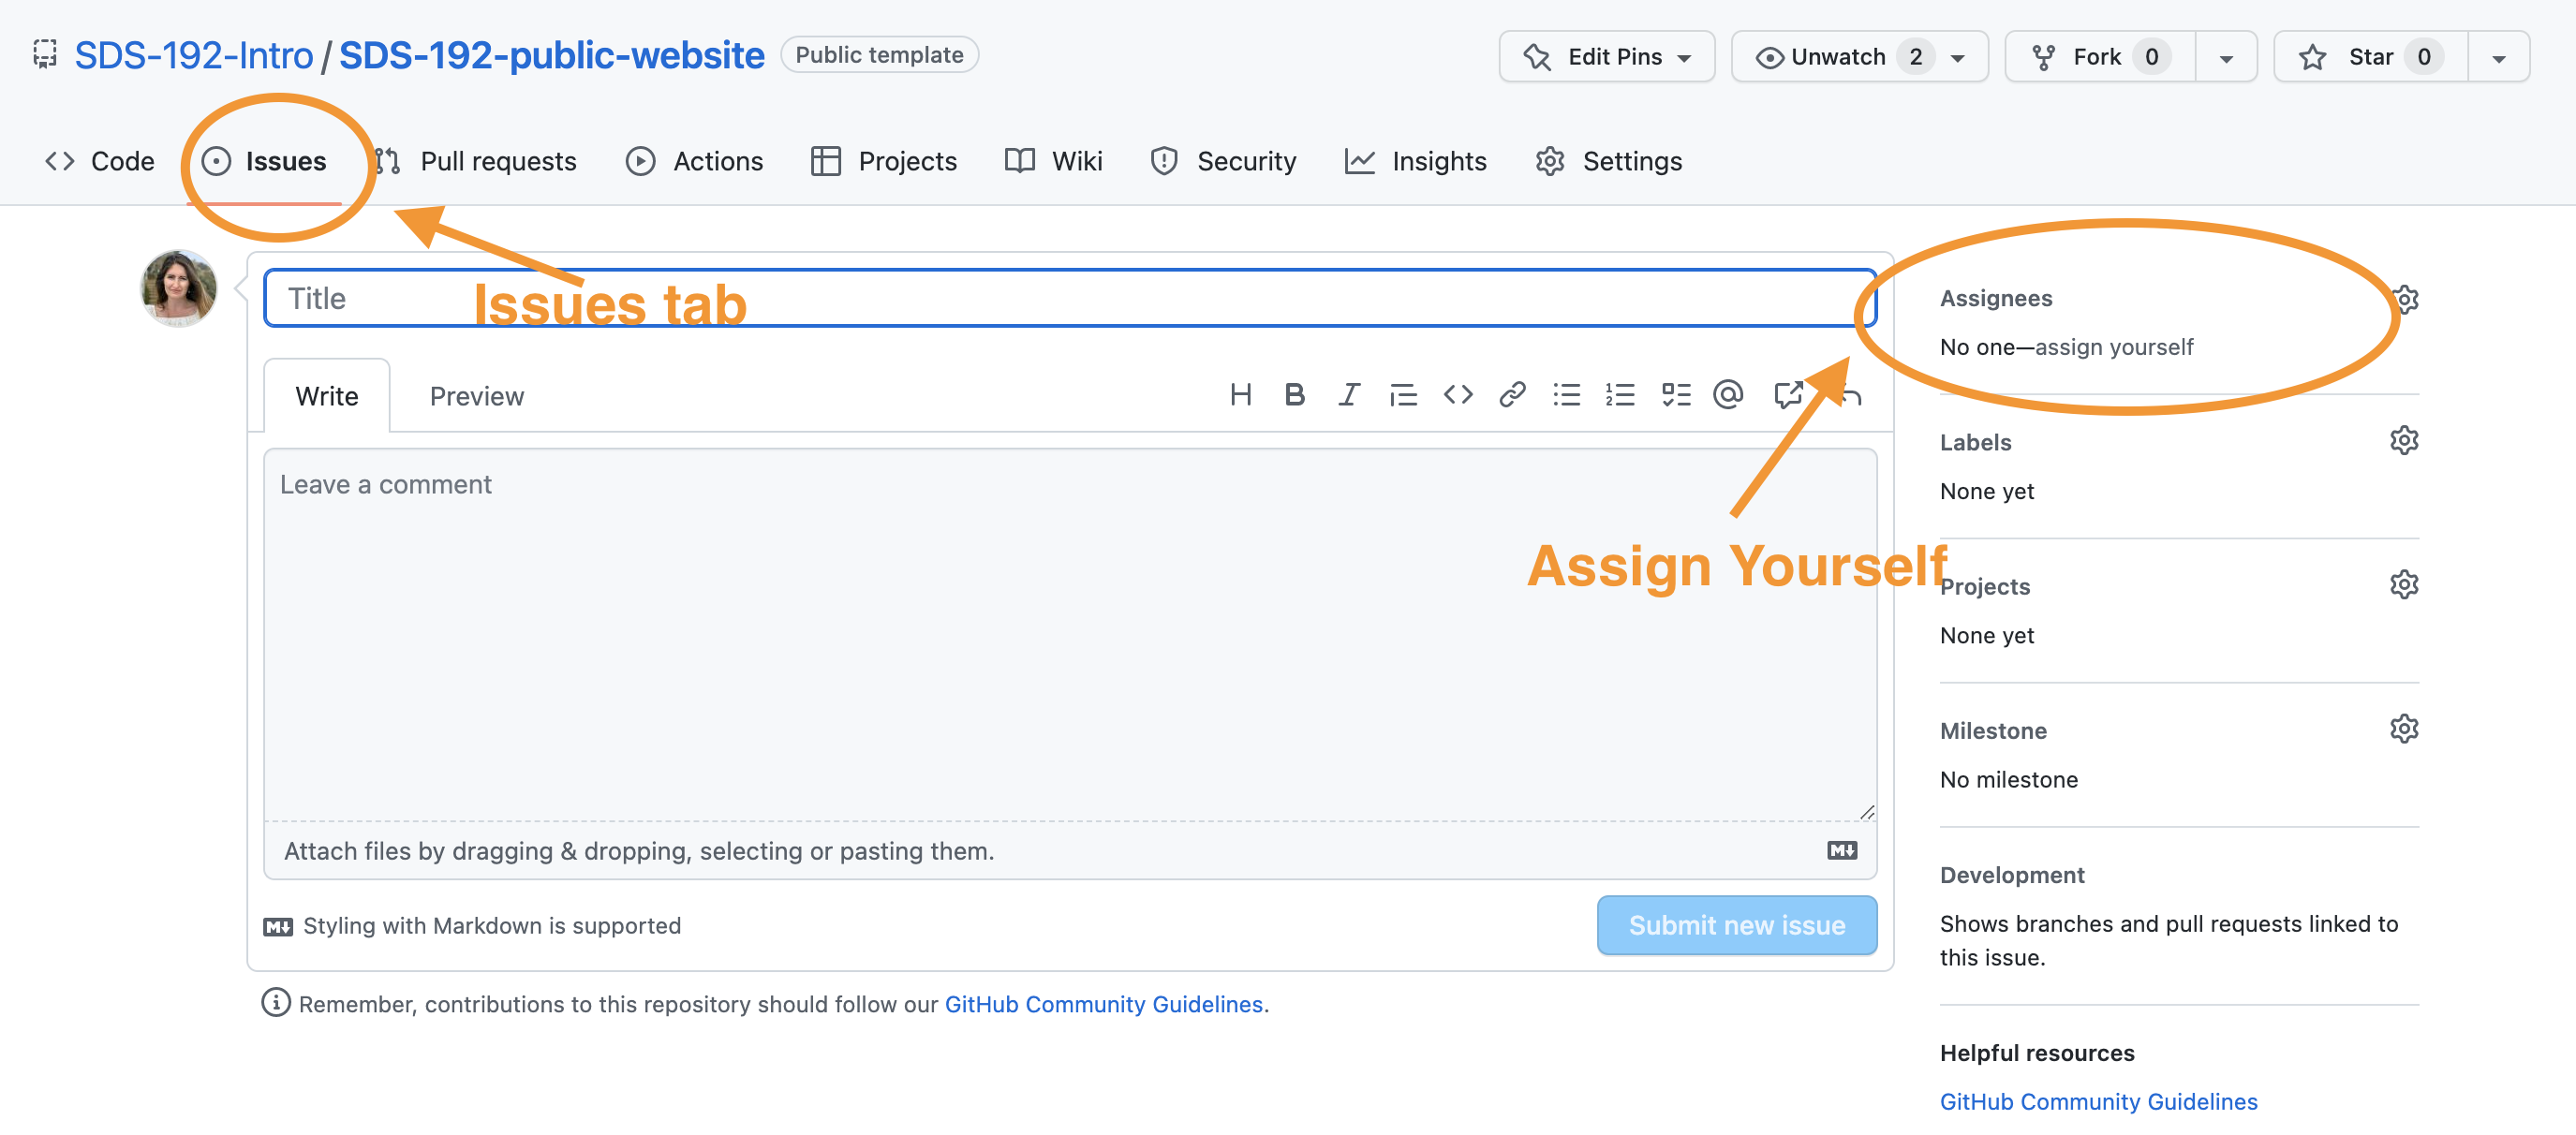 SDS-192-Intro / SDS-192-public-website Public template
Edit Pins Unwatch 2 Fork 0 Star 0
Code Issues Pull requests Actions Projects Wiki Security Insights Settings
Issues tab
Title
Write Preview
Leave a comment
Assign Yourself
Attach files by dragging & dropping, selecting or pasting them.
Styling with Markdown is supported
Submit new issue
Remember, contributions to this repository should follow our GitHub Community Guidelines.
Assignees
No one—assign yourself
Labels
None yet
Projects
None yet
Milestone
No milestone
Development
Shows branches and pull requests linked to
this issue.
Helpful resources
GitHub Community Guidelines